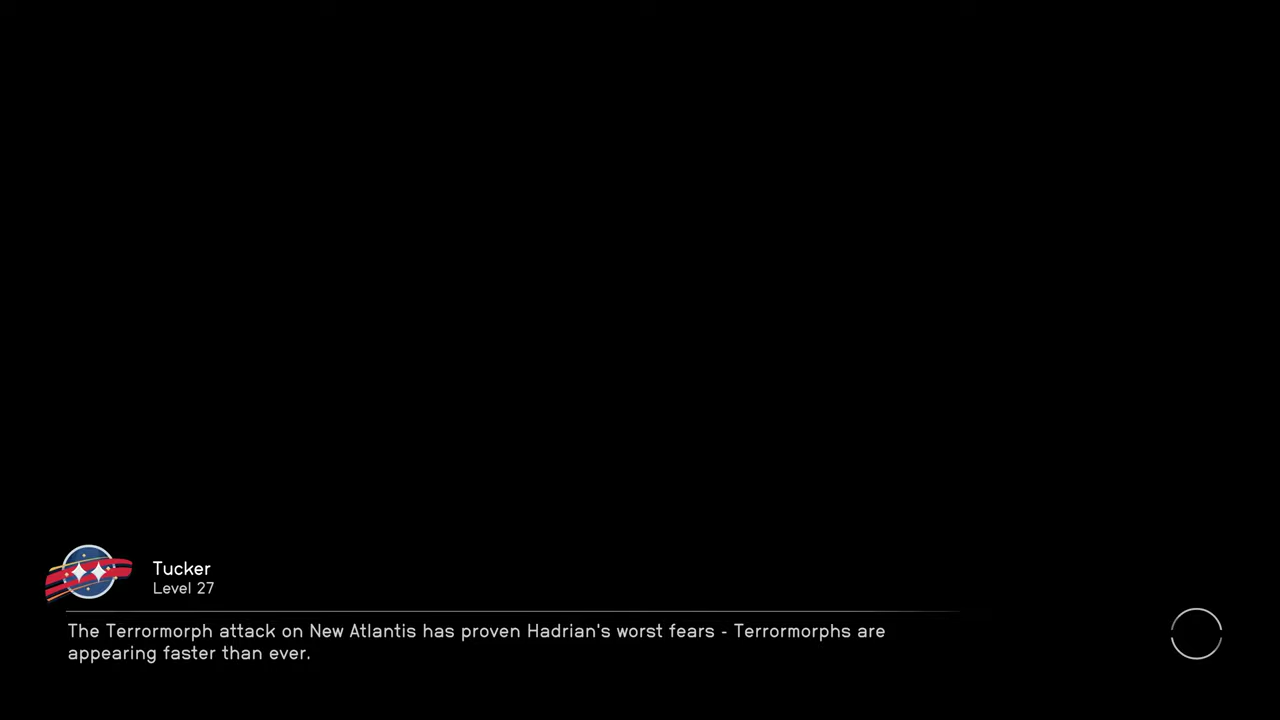 Tucker
Level 27
The Terrormorph attack on New Atlantis has proven Hadrian's worst fears - Terrormorphs are
appearing faster than ever.